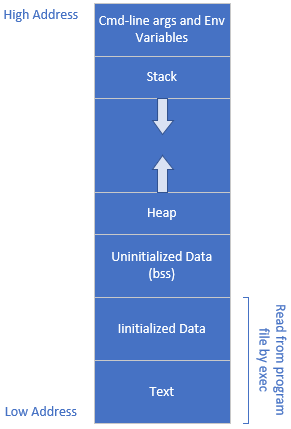 High Address
Cmd-line args and Env
Variables
Stack
Heap
Uninitialized Data
(bss)
Iinitialized Data
Read from program
file by exec
Text
Low Address